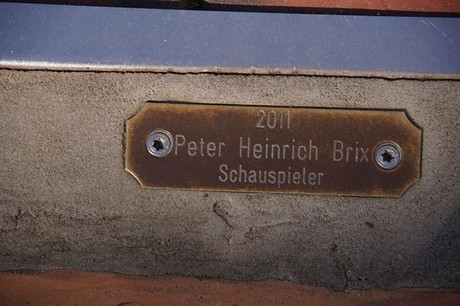 2011
Peter Heinrich Brix
Schauspieler